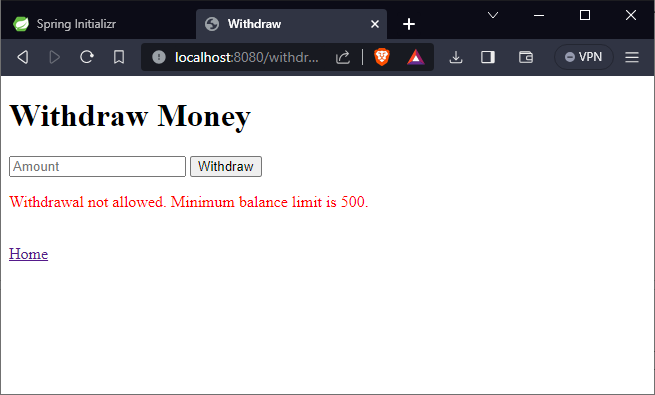 Spring Initializr
Withdraw
localhost:8080/withdr...
VPN
Withdraw Money
Amount
Withdraw
Withdrawal not allowed. Minimum balance limit is 500.
Home